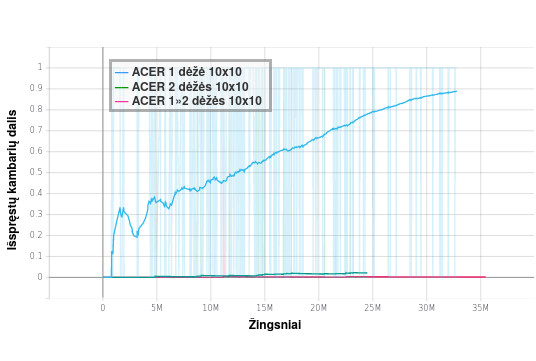 ACER 1 dėžė 10x10
ACER 2 dėžės 10x10
ACER 1»2 dėžės 10x10
Išspręstų kambarių dalis
1
0.9
0.8
0.7
0.6
0.5
0.4
0.3
0.2
0.1
0
0 5M 10M 15M 20M 25M 30M 35M
Žingsniai